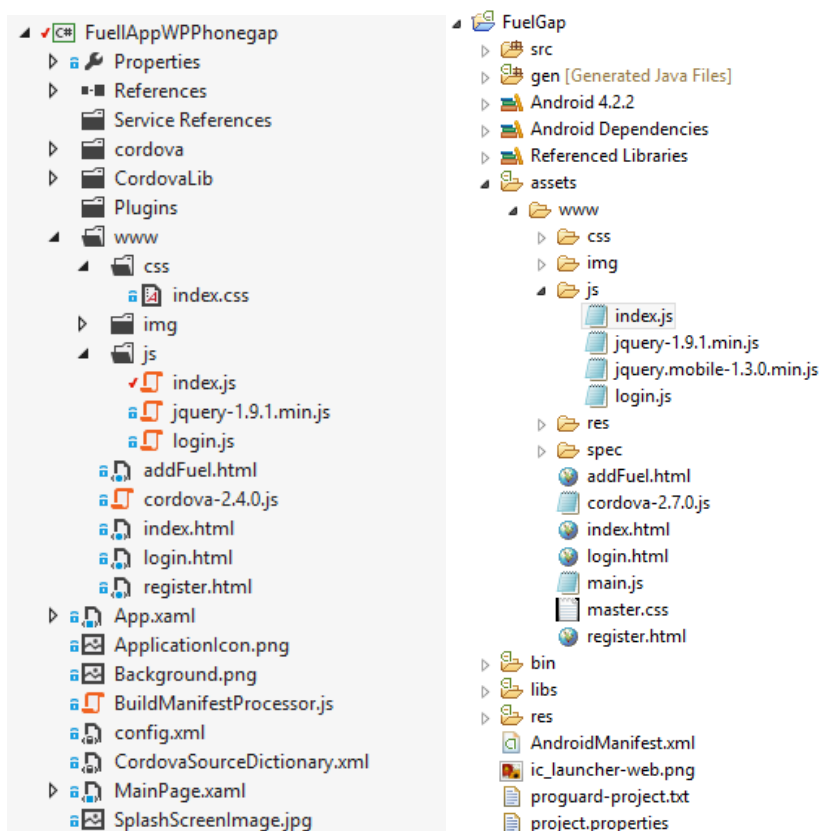 FuellAppWPPhonegap
Properties
References
Service References
cordova
CordovaLib
Plugins
www
css
index.css
img
js
index.js
jquery-1.9.1.min.js
login.js
addFuel.html
cordova-2.4.0.js
index.html
login.html
register.html
App.xaml
ApplicationIcon.png
Background.png
BuildManifestProcessor.js
config.xml
CordovaSourceDictionary.xml
MainPage.xaml
SplashScreenImage.jpg
FuelGap
src
gen [Generated Java Files]
Android 4.2.2
Android Dependencies
Referenced Libraries
assets
www
css
img
js
index.js
jquery-1.9.1.min.js
jquery.mobile-1.3.0.min.js
login.js
res
spec
addFuel.html
cordova-2.7.0.js
index.html
login.html
main.js
master.css
register.html
bin
libs
res
AndroidManifest.xml
ic_launcher-web.png
proguard-project.txt
project.properties